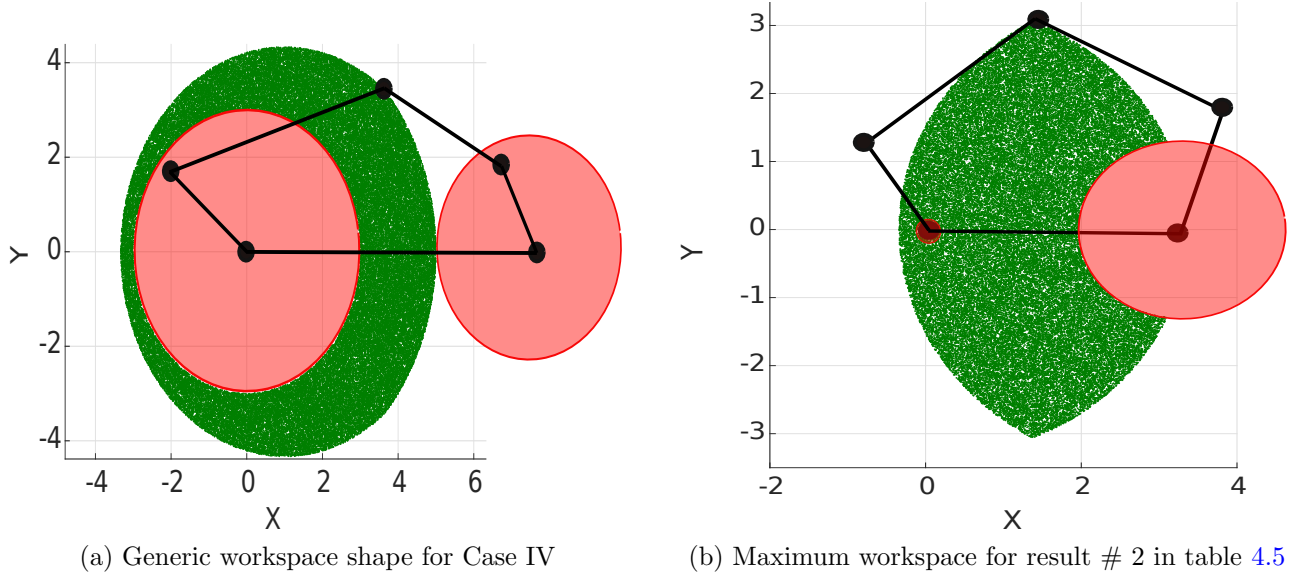 4
2
0
-2
-4
Y
-4 -2 0 2 4 6
X
3
2
1
0
-1
-2
-3
Y
-2 0 2 4
X
(a) Generic workspace shape for Case IV
(b) Maximum workspace for result # 2 in table 4.5